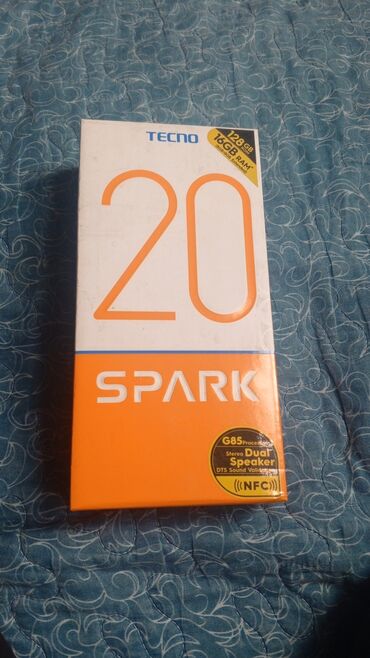 TECNO
128GB
16GB RAM*
20
SPARK
G85 Processor
Stereo Dual
Speaker
DTS Sound
((NFC))